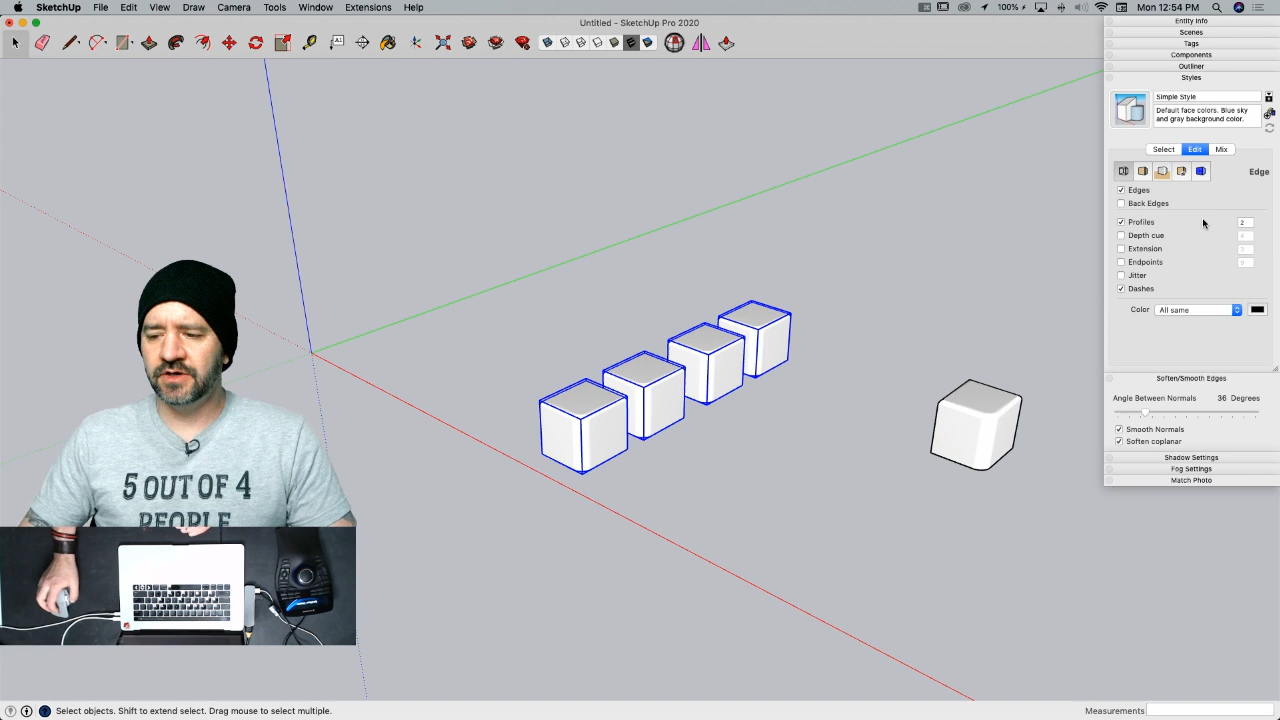 SketchUp File Edit View Draw Camera Tools Window Extensions Help
100% Mon 12:54 PM
Untitled - SketchUp Pro 2020
Entity Info
Scenes
Tags
Components
Outliner
Styles
Simple Style
Default face colors. Blue sky
and gray background color.
Select Edit Mix
Edge
Edges
Back Edges
Profiles 2
Depth cue
Extension
Endpoints
Jitter
Dashes
Color All same
Soften/Smooth Edges
Angle Between Normals 36 Degrees
Smooth Normals
Soften coplanar
Shadow Settings
Fog Settings
Match Photo
5 OUT OF 4
PEOPLE
Select objects. Shift to extend select. Drag mouse to select multiple.
Measurements